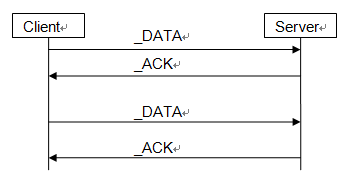 Client
Server
_DATA
_ACK
_DATA
_ACK